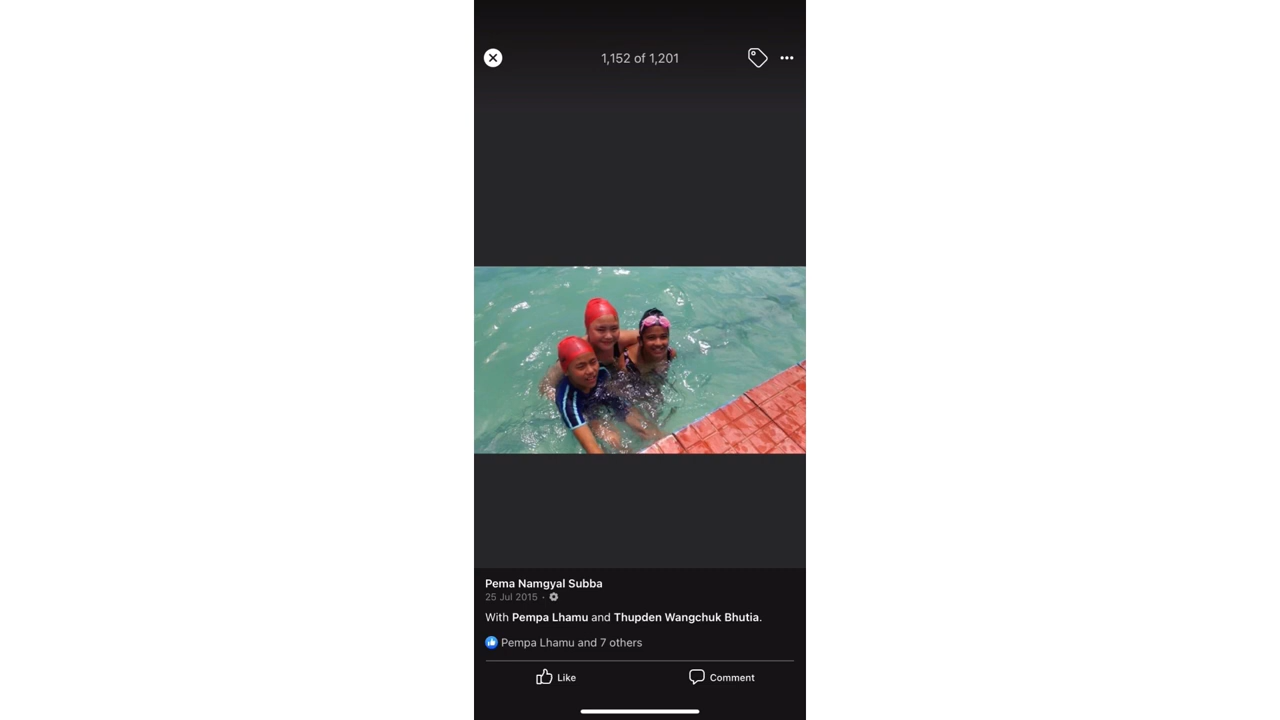 1,152 of 1,201
Pema Namgyal Subba
25 Jul 2015 ·
With Pempa Lhamu and Thupden Wangchuk Bhutia.
Pempa Lhamu and 7 others
Like
Comment